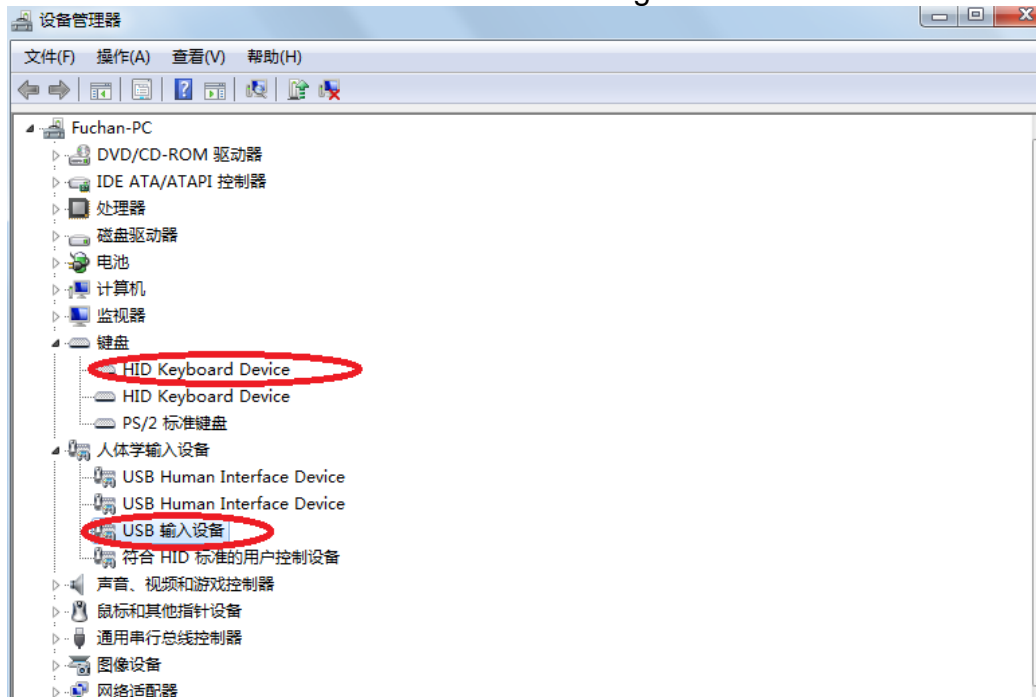 设备管理器
文件(F) 操作(A) 查看(V) 帮助(H)
Fuchan-PC
DVD/CD-ROM 驱动器
IDE ATA/ATAPI 控制器
处理器
磁盘驱动器
电池
计算机
监视器
键盘
HID Keyboard Device
HID Keyboard Device
PS/2 标准键盘
人体学输入设备
USB Human Interface Device
USB Human Interface Device
USB 输入设备
符合 HID 标准的用户控制设备
声音、视频和游戏控制器
鼠标和其他指针设备
通用串行总线控制器
图像设备
网络适配器